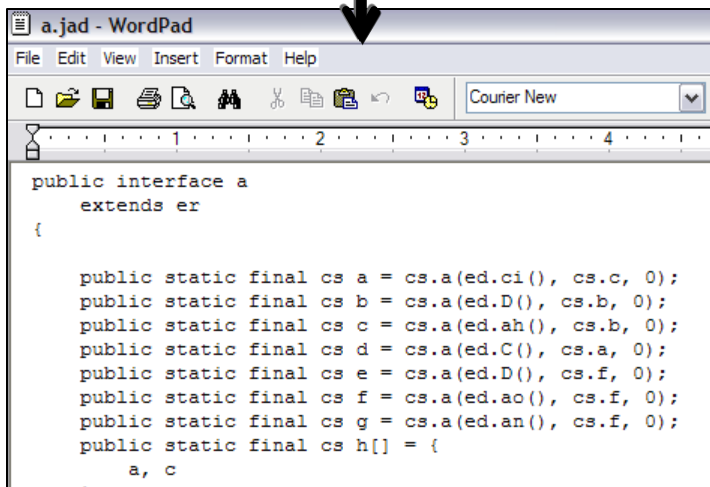 a.jad - WordPad
File Edit View Insert Format Help
Courier New
1 2 3 4
public interface a
    extends er
{
    public static final cs a = cs.a(ed.ci(), cs.c, 0);
    public static final cs b = cs.a(ed.D(), cs.b, 0);
    public static final cs c = cs.a(ed.ah(), cs.b, 0);
    public static final cs d = cs.a(ed.C(), cs.a, 0);
    public static final cs e = cs.a(ed.D(), cs.f, 0);
    public static final cs f = cs.a(ed.ao(), cs.f, 0);
    public static final cs g = cs.a(ed.an(), cs.f, 0);
    public static final cs h[] = {
        a, c